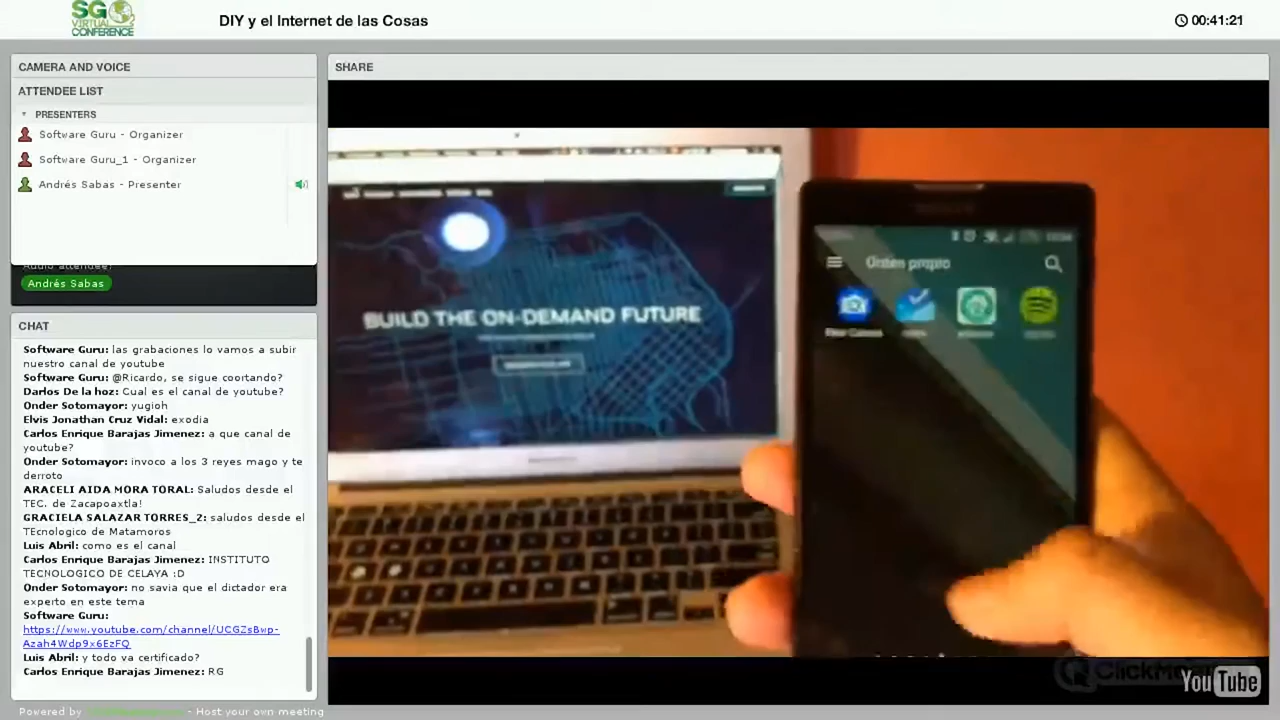 SG
VIRTUAL
CONFERENCE
DIY y el Internet de las Cosas
00:41:21
CAMERA AND VOICE
ATTENDEE LIST
PRESENTERS
Software Guru - Organizer
Software Guru_1 - Organizer
Andrés Sabas - Presenter
Andrés Sabas
CHAT
Software Guru: las grabaciones lo vamos a subir
nuestro canal de youtube
Software Guru: @Ricardo, se sigue coortando?
Darlos De la hoz: Cual es el canal de youtube?
Onder Sotomayor: yugioh
Elvis Jonathan Cruz Vidal: exodia
Carlos Enrique Barajas Jimenez: a que canal de
youtube?
Onder Sotomayor: invoco a los 3 reyes mago y te
derroto
ARACELI AIDA MORA TORAL: Saludos desde el
TEC. de Zacapoaxtla!
GRACIELA SALAZAR TORRES_2: saludos desde el
TEcnologico de Matamoros
Luis Abril: como es el canal
Carlos Enrique Barajas Jimenez: INSTITUTO
TECNOLOGICO DE CELAYA :D
Onder Sotomayor: no savia que el dictador era
experto en este tema
Software Guru:
https://www.youtube.com/channel/UCGZsBwp-
Azah4Wdp9x6EzFQ
Luis Abril: y todo va certificado?
Carlos Enrique Barajas Jimenez: RG
Powered by
- Host your own meeting
SHARE
BUILD THE ON-DEMAND FUTURE
Orden propio
YouTube